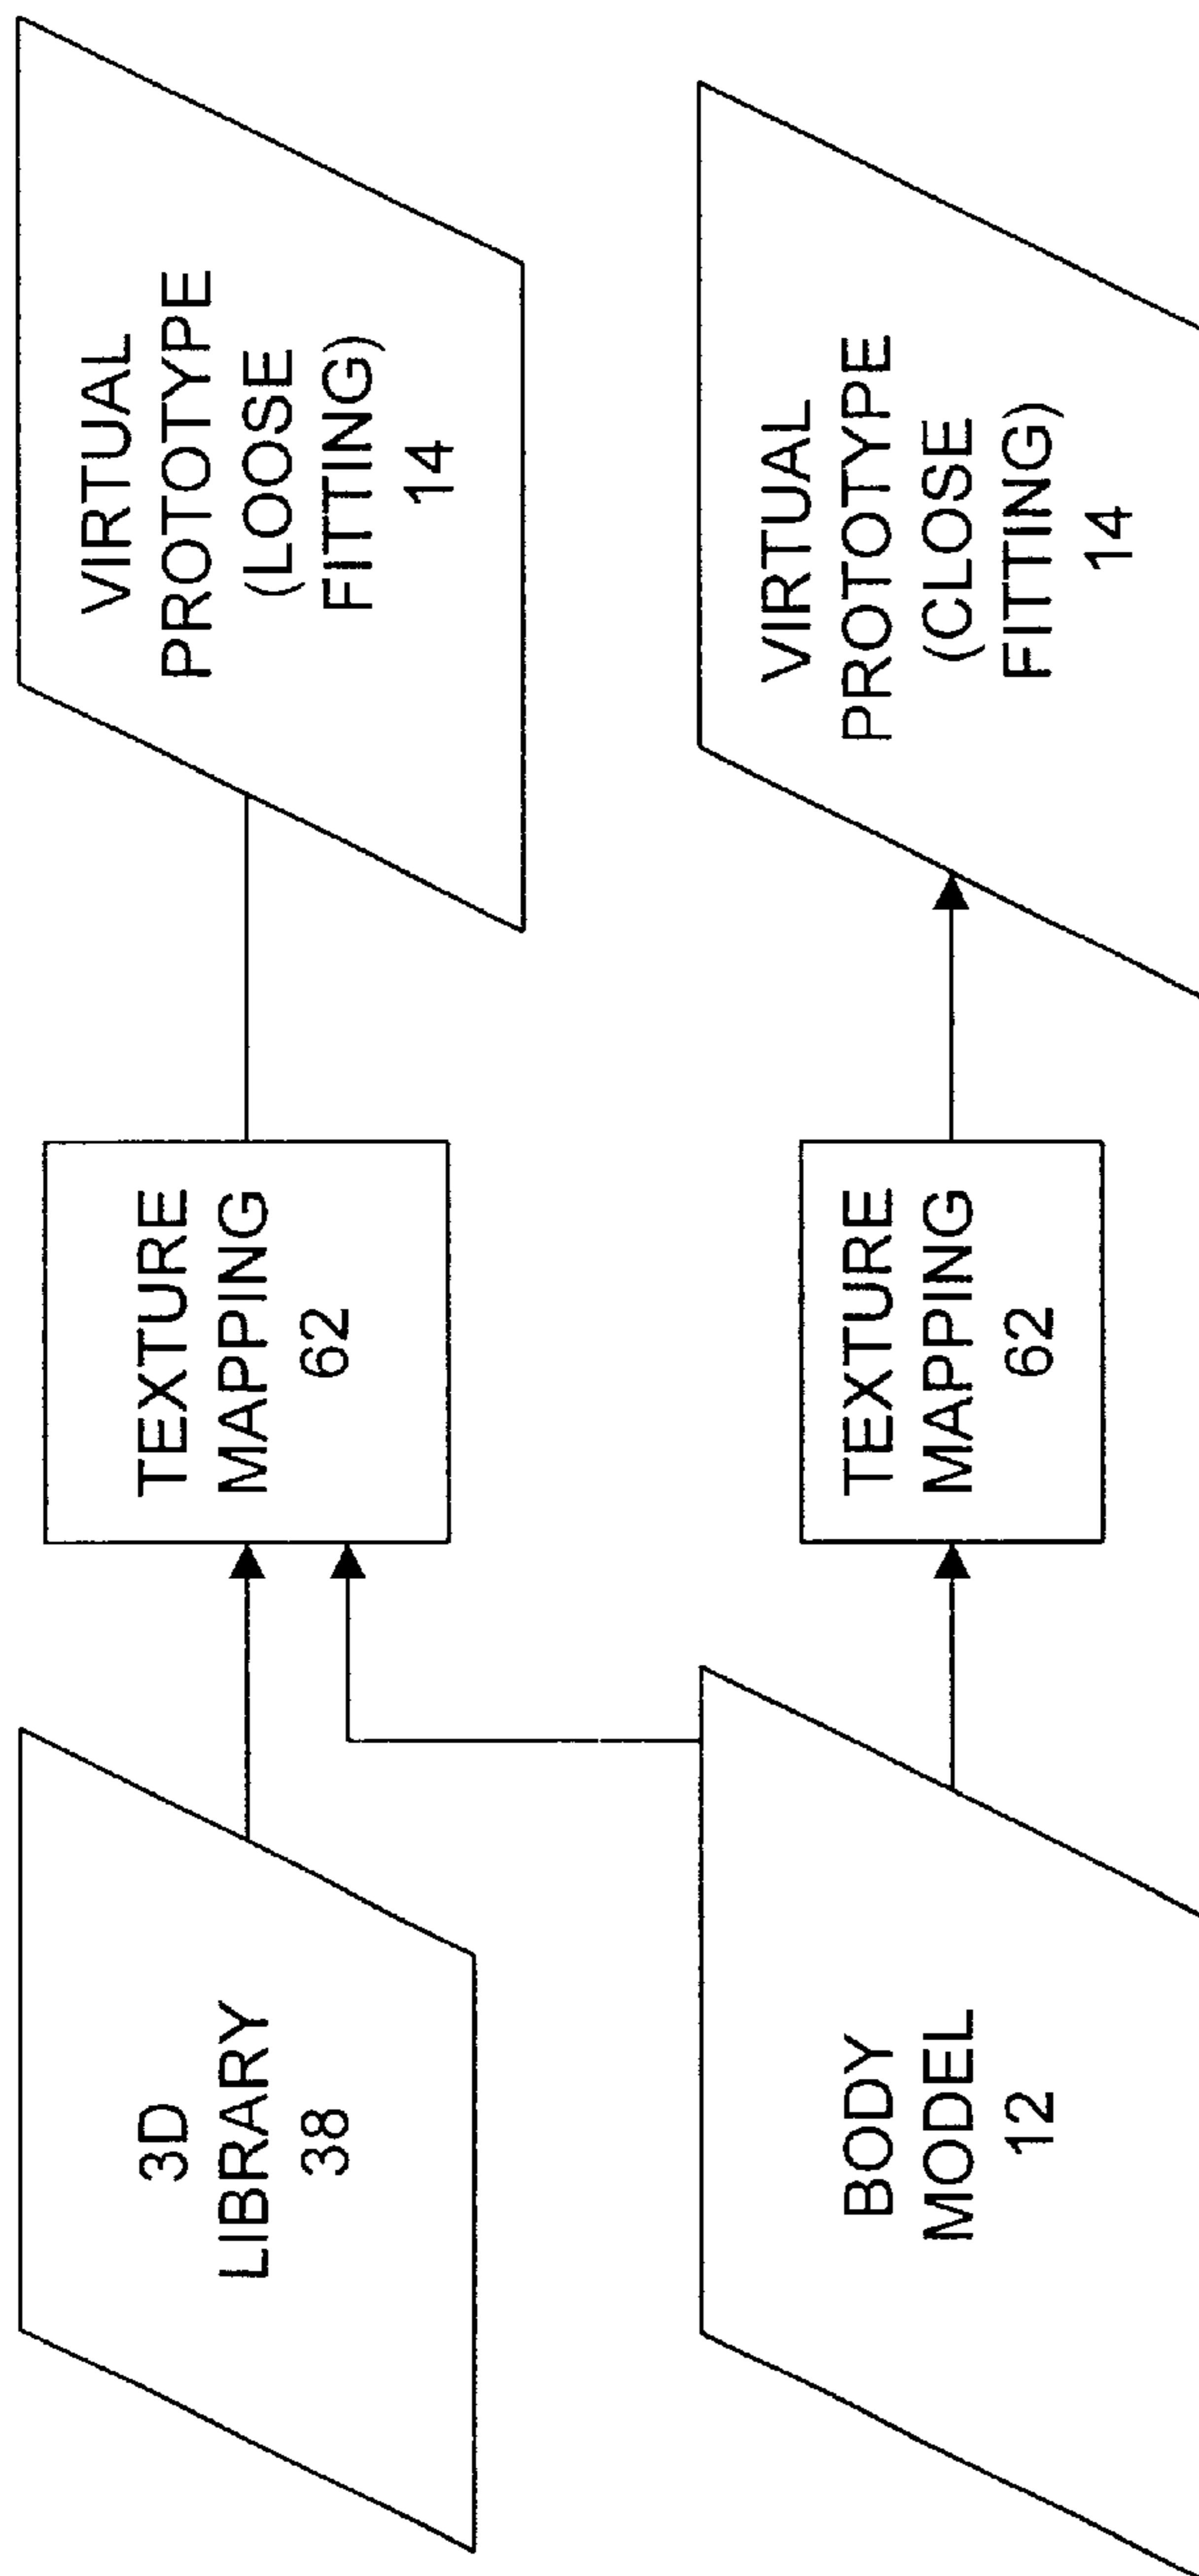 3D
LIBRARY
38
TEXTURE
MAPPING
62
VIRTUAL
PROTOTYPE
(LOOSE
FITTING)
14
BODY
MODEL
12
TEXTURE
MAPPING
62
VIRTUAL
PROTOTYPE
(CLOSE
FITTING)
14